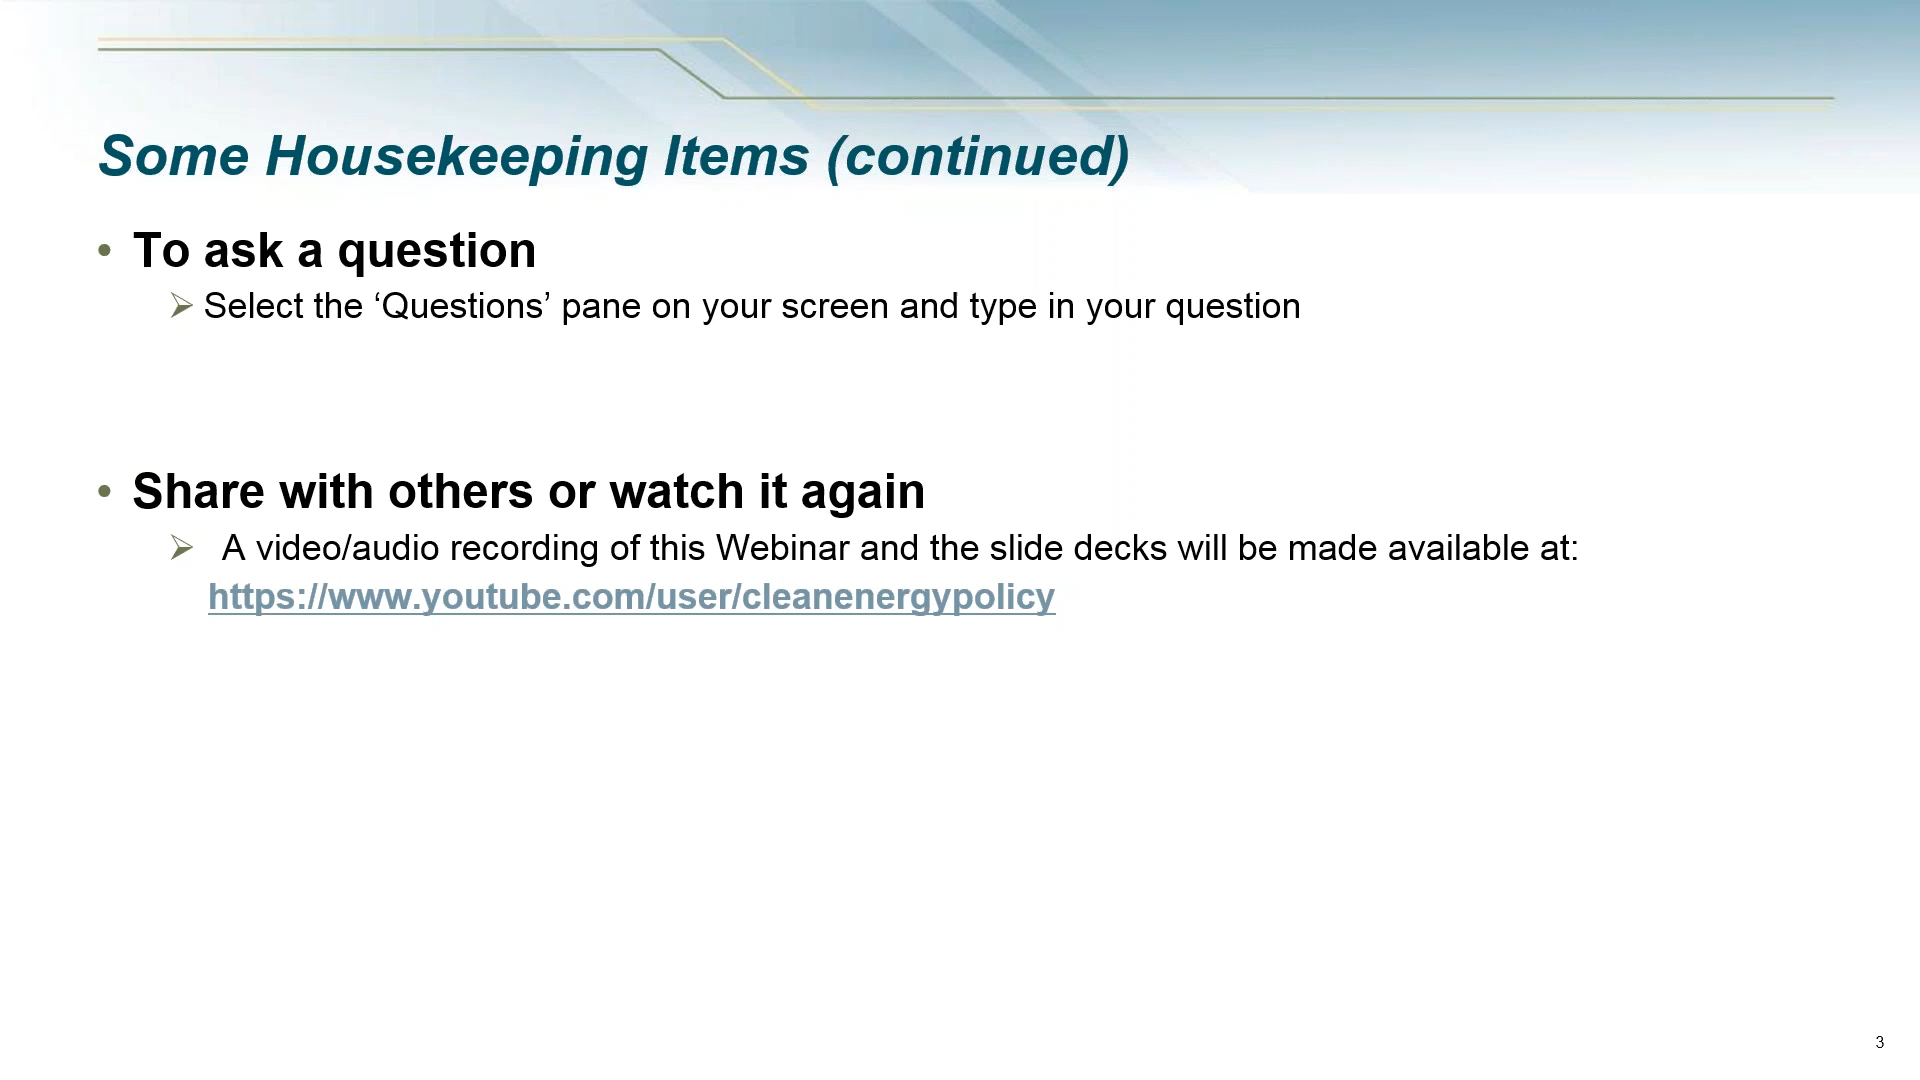 Some Housekeeping Items (continued)
• To ask a question
➢ Select the ‘Questions’ pane on your screen and type in your question
• Share with others or watch it again
➢ A video/audio recording of this Webinar and the slide decks will be made available at:
https://www.youtube.com/user/cleanenergypolicy
3